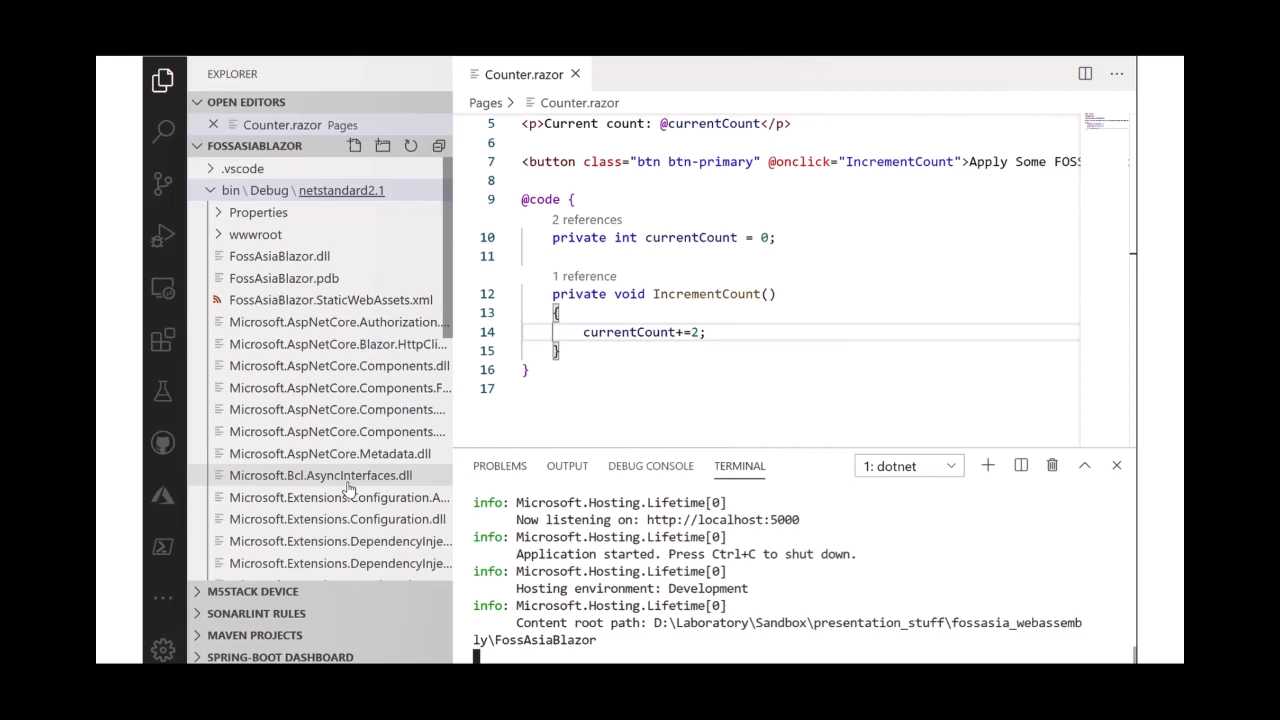 EXPLORER
OPEN EDITORS
Counter.razor Pages
FOSSASIABLAZOR
.vscode
bin \ Debug \ netstandard2.1
Properties
wwwroot
FossAsiaBlazor.dll
FossAsiaBlazor.pdb
FossAsiaBlazor.StaticWebAssets.xml
Microsoft.AspNetCore.Authorization....
Microsoft.AspNetCore.Blazor.HttpCli...
Microsoft.AspNetCore.Components.dll
Microsoft.AspNetCore.Components.F...
Microsoft.AspNetCore.Components....
Microsoft.AspNetCore.Components....
Microsoft.AspNetCore.Metadata.dll
Microsoft.Bcl.AsyncInterfaces.dll
Microsoft.Extensions.Configuration.A...
Microsoft.Extensions.Configuration.dll
Microsoft.Extensions.DependencyInje...
Microsoft.Extensions.DependencyInje...
M5STACK DEVICE
SONARLINT RULES
MAVEN PROJECTS
SPRING-BOOT DASHBOARD
Counter.razor
Pages > Counter.razor
5 <p>Current count: @currentCount</p>
6
7 <button class="btn btn-primary" @onclick="IncrementCount">Apply Some FOSS
8
9 @code {
2 references
10 private int currentCount = 0;
11
1 reference
12 private void IncrementCount()
13 {
14 currentCount+=2;
15 }
16 }
17
PROBLEMS OUTPUT DEBUG CONSOLE TERMINAL 1: dotnet
info: Microsoft.Hosting.Lifetime[0]
Now listening on: http://localhost:5000
info: Microsoft.Hosting.Lifetime[0]
Application started. Press Ctrl+C to shut down.
info: Microsoft.Hosting.Lifetime[0]
Hosting environment: Development
info: Microsoft.Hosting.Lifetime[0]
Content root path: D:\Laboratory\Sandbox\presentation_stuff\fossasia_webassemb
ly\FossAsiaBlazor